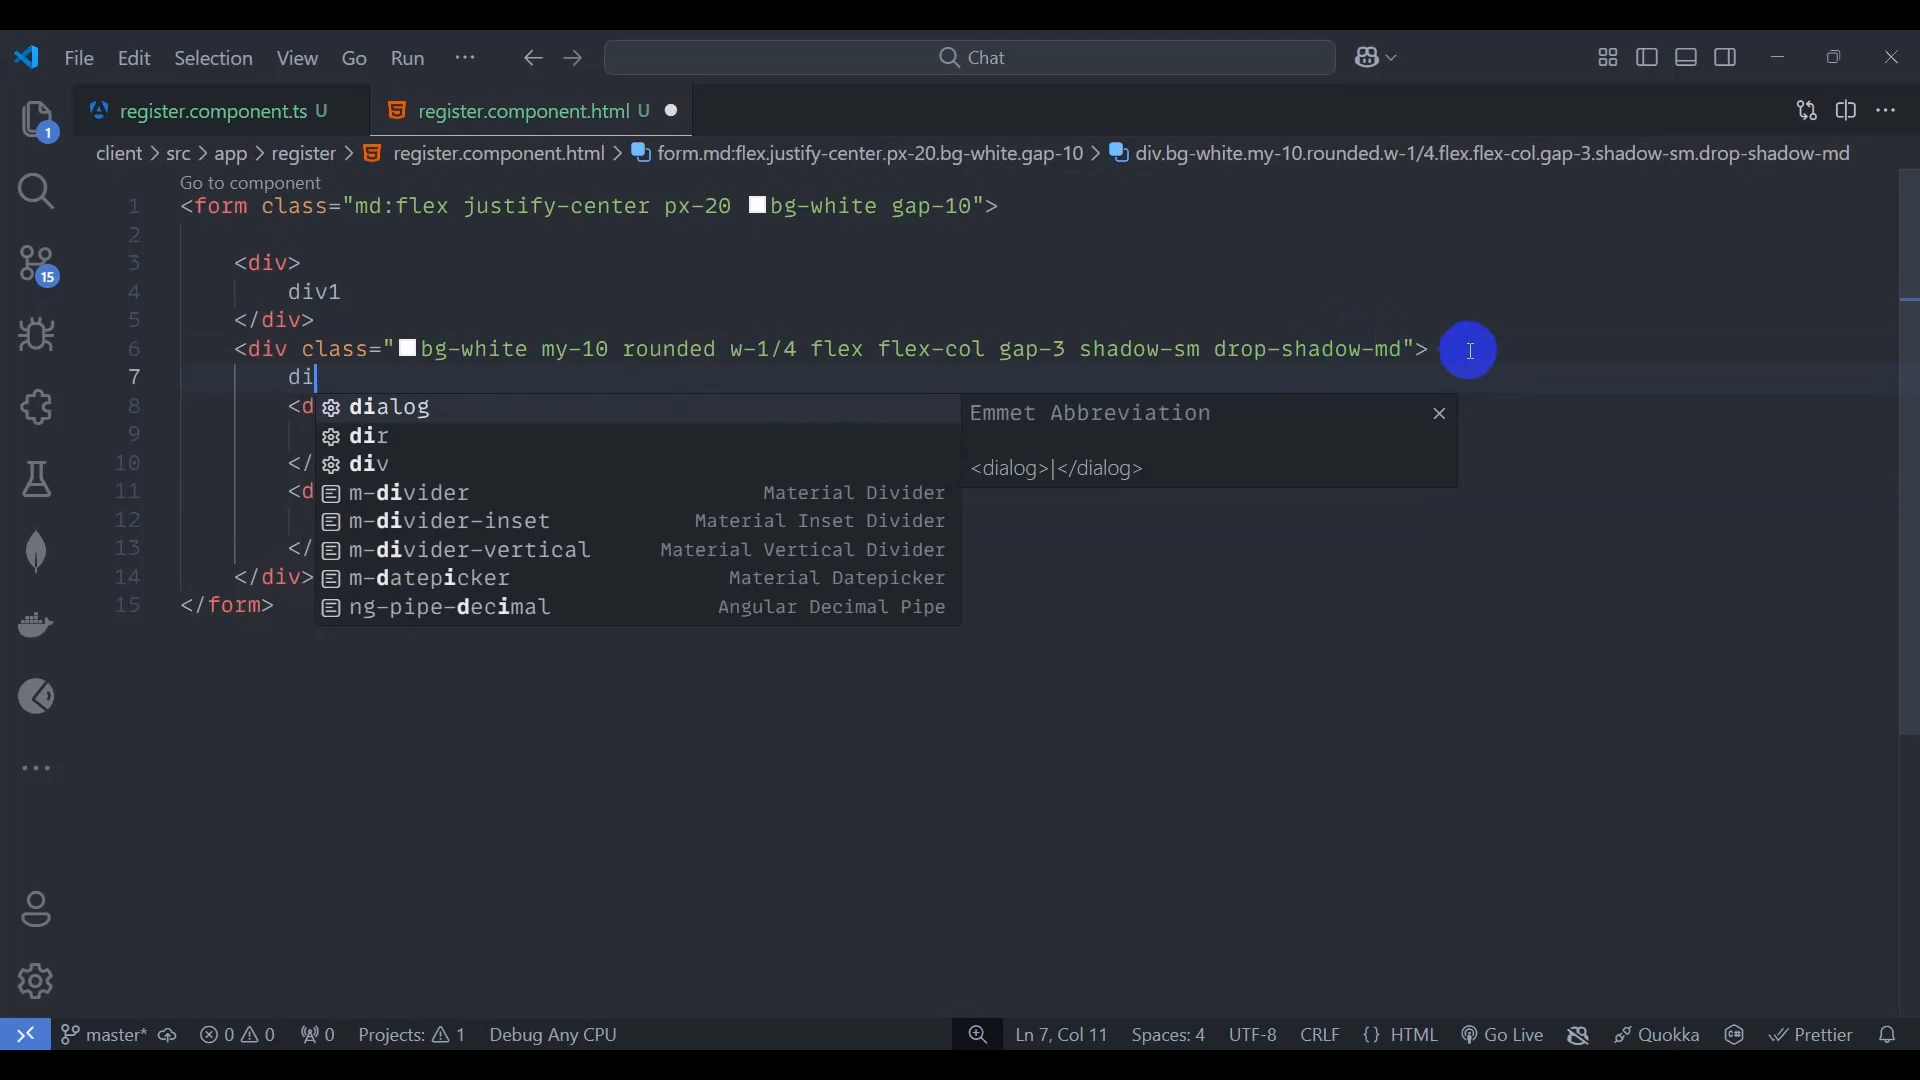 File Edit Selection View Go Run ··· Chat
register.component.ts U register.component.html U
client > src > app > register > register.component.html > form.md:flex.justify-center.px-20.bg-white.gap-10 > div.bg-white.my-10.rounded.w-1/4.flex.flex-col.gap-3.shadow-sm.drop-shadow-md
Go to component
1 <form class="md:flex justify-center px-20 bg-white gap-10">
2
3 <div>
4 div1
5 </div>
6 <div class="bg-white my-10 rounded w-1/4 flex flex-col gap-3 shadow-sm drop-shadow-md">
7 di
8 <d dialog Emmet Abbreviation
9 dir
10 </ div <dialog>|</dialog>
11 <d m-divider Material Divider
12 m-divider-inset Material Inset Divider
13 </ m-divider-vertical Material Vertical Divider
14 </div> m-datepicker Material Datepicker
15 </form> ng-pipe-decimal Angular Decimal Pipe
1
15
master* 0 0 0 Projects: 1 Debug Any CPU Ln 7, Col 11 Spaces: 4 UTF-8 CRLF {} HTML Go Live Quokka Prettier